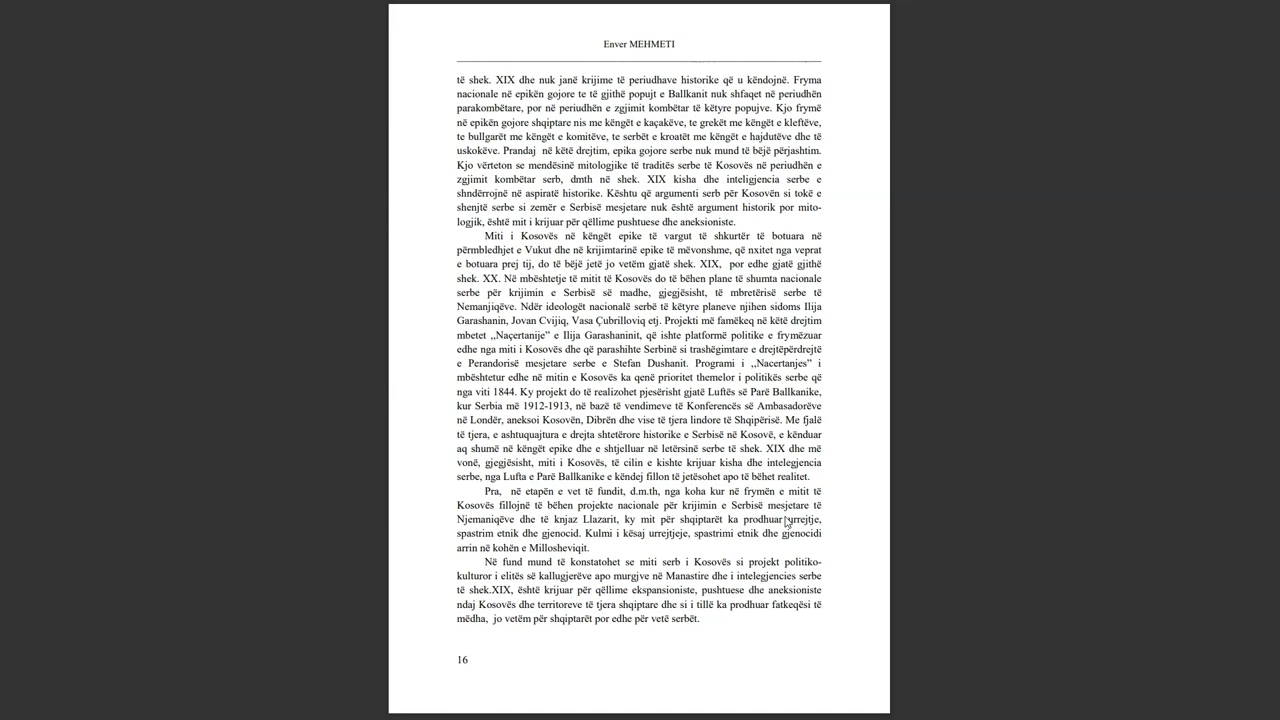 Enver MEHMETI
të shek. XIX dhe nuk janë krijime të periudhave historike që u këndojnë. Fryma
nacionale në epikën gojore te të gjithë popujt e Ballkanit nuk shfaqet në periudhën
parakombëtare, por në periudhën e zgjimit kombëtar të këtyre popujve. Kjo frymë
në epikën gojore shqiptare nis me këngët e kaçakëve, te grekët me këngët e kleftëve,
te bullgarët me këngët e komitëve, te serbët e kroatët me këngët e hajdutëve dhe të
uskokëve. Prandaj në këtë drejtim, epika gojore serbe nuk mund të bëjë përjashtim.
Kjo vërteton se mendësinë mitologjike të traditës serbe të Kosovës në periudhën e
zgjimit kombëtar serb, dmth në shek. XIX kisha dhe inteligjencia serbe e
shndërrojnë në aspiratë historike. Kështu që argumenti serb për Kosovën si tokë e
shenjtë serbe si zemër e Serbisë mesjetare nuk është argument historik por mito-
logjik, është mit i krijuar për qëllime pushtuese dhe aneksioniste.
Miti i Kosovës në këngët epike të vargut të shkurtër të botuara në
përmbledhjet e Vukut dhe në krijimtarinë epike të mëvonshme, që nxitet nga veprat
e botuara prej tij, do të bëjë jetë jo vetëm gjatë shek. XIX, por edhe gjatë gjithë
shek. XX. Në mbështetje të mitit të Kosovës do të bëhen plane të shumta nacionale
serbe për krijimin e Serbisë së madhe, gjegjësisht, të mbretërisë serbe të
Nemanjiqëve. Ndër ideologët nacionalë serbë të këtyre planeve njihen sidoms Ilija
Garashanin, Jovan Cvijiq, Vasa Çubrilloviq etj. Projekti më famëkeq në këtë drejtim
mbetet ,,Naçertanije” e Ilija Garashaninit, që ishte platformë politike e frymëzuar
edhe nga miti i Kosovës dhe që parashihte Serbinë si trashëgimtare e drejtëpërdrejtë
e Perandorisë mesjetare serbe e Stefan Dushanit. Programi i ,,Nacertanjes” i
mbështetur edhe në mitin e Kosovës ka qenë prioritet themelor i politikës serbe që
nga viti 1844. Ky projekt do të realizohet pjesërisht gjatë Luftës së Parë Ballkanike,
kur Serbia më 1912-1913, në bazë të vendimeve të Konferencës së Ambasadorëve
në Londër, aneksoi Kosovën, Dibrën dhe vise të tjera lindore të Shqipërisë. Me fjalë
të tjera, e ashtuquajtura e drejta shtetërore historike e Serbisë në Kosovë, e kënduar
aq shumë në këngët epike dhe e shtjelluar në letërsinë serbe të shek. XIX dhe më
vonë, gjegjësisht, miti i Kosovës, të cilin e kishte krijuar kisha dhe intelegjencia
serbe, nga Lufta e Parë Ballkanike e këndej fillon të jetësohet apo të bëhet realitet.
Pra, në etapën e vet të fundit, d.m.th, nga koha kur në frymën e mitit të
Kosovës fillojnë të bëhen projekte nacionale për krijimin e Serbisë mesjetare të
Njemaniqëve dhe të knjaz Llazarit, ky mit për shqiptarët ka prodhuar urrejtje,
spastrim etnik dhe gjenocid. Kulmi i kësaj urrejtjeje, spastrimi etnik dhe gjenocidi
arrin në kohën e Millosheviqit.
Në fund mund të konstatohet se miti serb i Kosovës si projekt politiko-
kulturor i elitës së kallugjerëve apo murgjve në Manastire dhe i intelegjencies serbe
të shek.XIX, është krijuar për qëllime ekspansioniste, pushtuese dhe aneksioniste
ndaj Kosovës dhe territoreve të tjera shqiptare dhe si i tillë ka prodhuar fatkeqësi të
mëdha, jo vetëm për shqiptarët por edhe për vetë serbët.
16